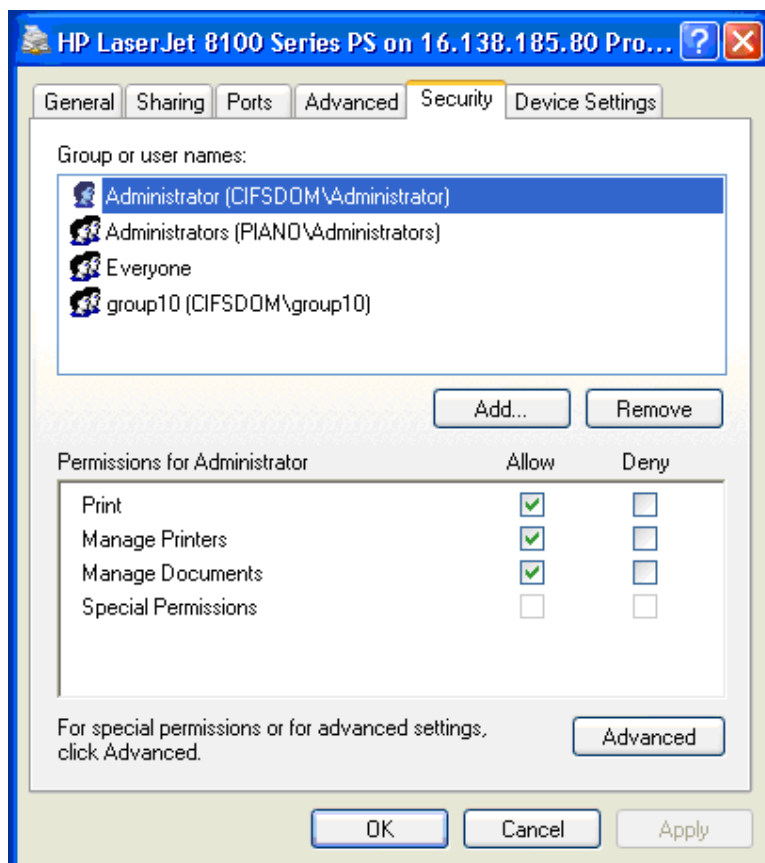 HP LaserJet 8100 Series PS on 16.138.185.80 Pro...
General Sharing Ports Advanced Security Device Settings
Group or user names:
Administrator (CIFSDOM\Administrator)
Administrators (PIANO\Administrators)
Everyone
group10 (CIFSDOM\group10)
Add... Remove
Permissions for Administrator Allow Deny
Print
Manage Printers
Manage Documents
Special Permissions
For special permissions or for advanced settings,
click Advanced.
Advanced
OK Cancel Apply